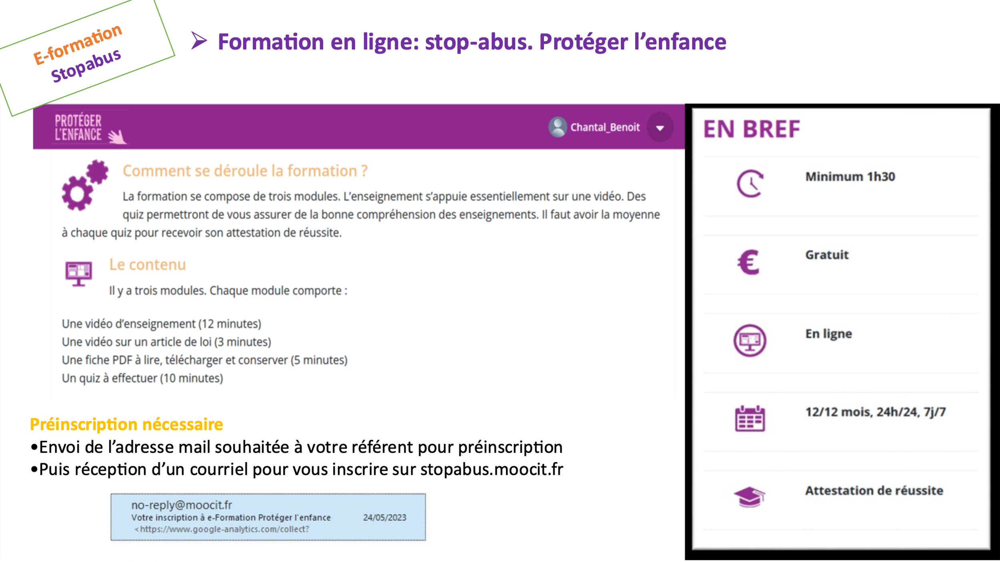 E-formation
Stopabus
➢ Formation en ligne: stop-abus. Protéger l’enfance
PROTÉGER
L’ENFANCE
Chantal_Benoit
Comment se déroule la formation ?
La formation se compose de trois modules. L’enseignement s’appuie essentiellement sur une vidéo. Des
quiz permettront de vous assurer de la bonne compréhension des enseignements. Il faut avoir la moyenne
à chaque quiz pour recevoir son attestation de réussite.
Le contenu
Il y a trois modules. Chaque module comporte :
Une vidéo d’enseignement (12 minutes)
Une vidéo sur un article de loi (3 minutes)
Une fiche PDF à lire, télécharger et conserver (5 minutes)
Un quiz à effectuer (10 minutes)
Préinscription nécessaire
•Envoi de l’adresse mail souhaitée à votre référent pour préinscription
•Puis réception d’un courriel pour vous inscrire sur stopabus.moocit.fr
no-reply@moocit.fr
Votre inscription à e-Formation Protéger l'enfance 24/05/2023
<https://www.google-analytics.com/collect?
EN BREF
Minimum 1h30
€ Gratuit
En ligne
12/12 mois, 24h/24, 7j/7
Attestation de réussite